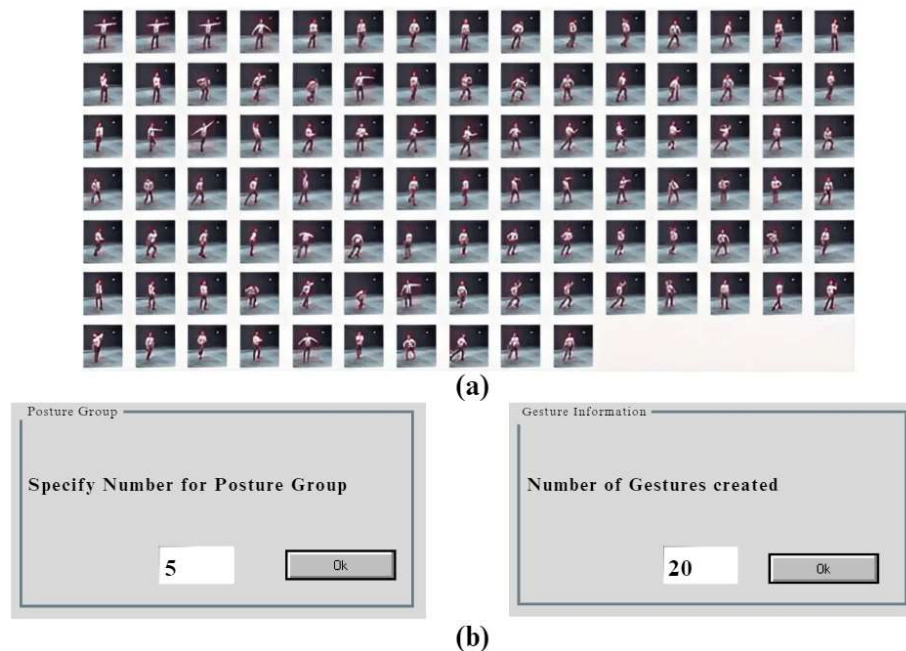 (a)
Posture Group
Specify Number for Posture Group
5
Ok
Gesture Information
Number of Gestures created
20
Ok
(b)